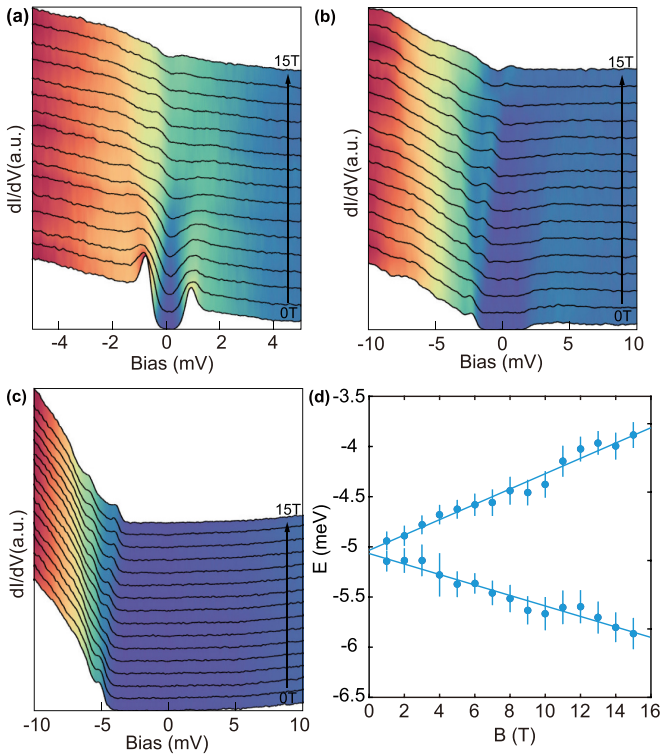 (a)
15T
0T
dI/dV(a.u.)
-4 -2 0 2 4
Bias (mV)
(b)
15T
0T
dI/dV(a.u.)
-10 -5 0 5 10
Bias (mV)
(c)
15T
0T
dI/dV(a.u.)
-10 -5 0 5 10
Bias (mV)
(d)
-3.5
-4
-4.5
-5
-5.5
-6
-6.5
E (meV)
0 2 4 6 8 10 12 14 16
B (T)